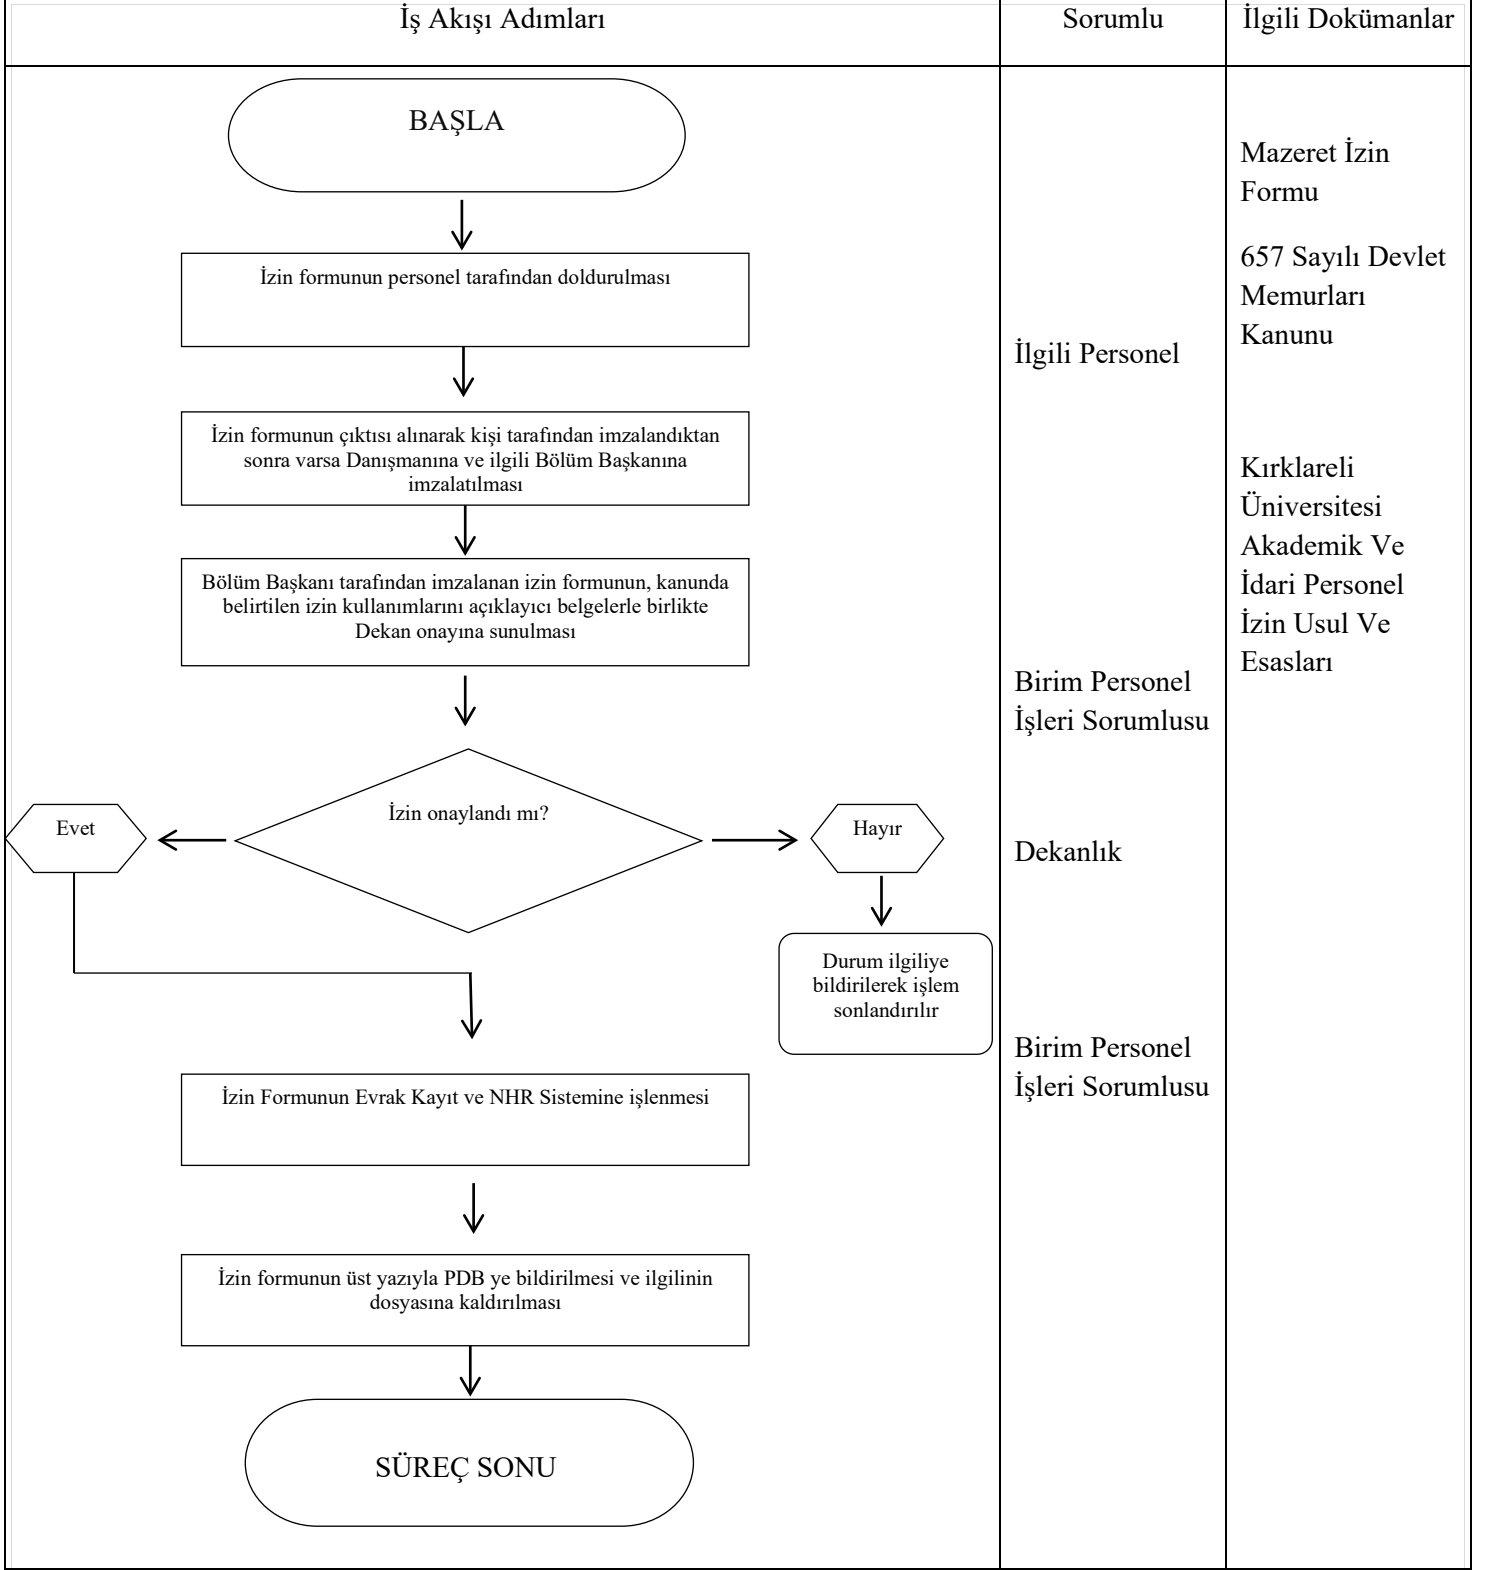 İş Akışı Adımları
Sorumlu
İlgili Dokümanlar
BAŞLA
İzin formunun personel tarafından doldurulması
İzin formunun çıktısı alınarak kişi tarafından imzalandıktan
sonra varsa Danışmanına ve ilgili Bölüm Başkanına
imzalatılması
Bölüm Başkanı tarafından imzalanan izin formunun, kanunda
belirtilen izin kullanımlarını açıklayıcı belgelerle birlikte
Dekan onayına sunulması
İzin onaylandı mı?
Evet
Hayır
Durum ilgiliye
bildirilerek işlem
sonlandırılır
İzin Formunun Evrak Kayıt ve NHR Sistemine işlenmesi
İzin formunun üst yazıyla PDB ye bildirilmesi ve ilgilinin
dosyasına kaldırılması
SÜREÇ SONU
İlgili Personel
Birim Personel
İşleri Sorumlusu
Dekanlık
Birim Personel
İşleri Sorumlusu
Mazeret İzin
Formu
657 Sayılı Devlet
Memurları
Kanunu
Kırklareli
Üniversitesi
Akademik Ve
İdari Personel
İzin Usul Ve
Esasları